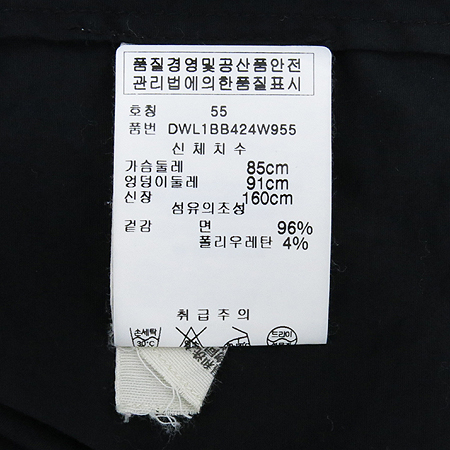 품질경영및공산품안전
관리법에의한품질표시
호칭 55
품번 DWL1BB424W955
신체치수
가슴둘레 85cm
엉덩이둘레 91cm
신장 160cm
섬유의조성
겉감 면 96%
폴리우레탄 4%
취급주의
손세탁 드라이
30℃